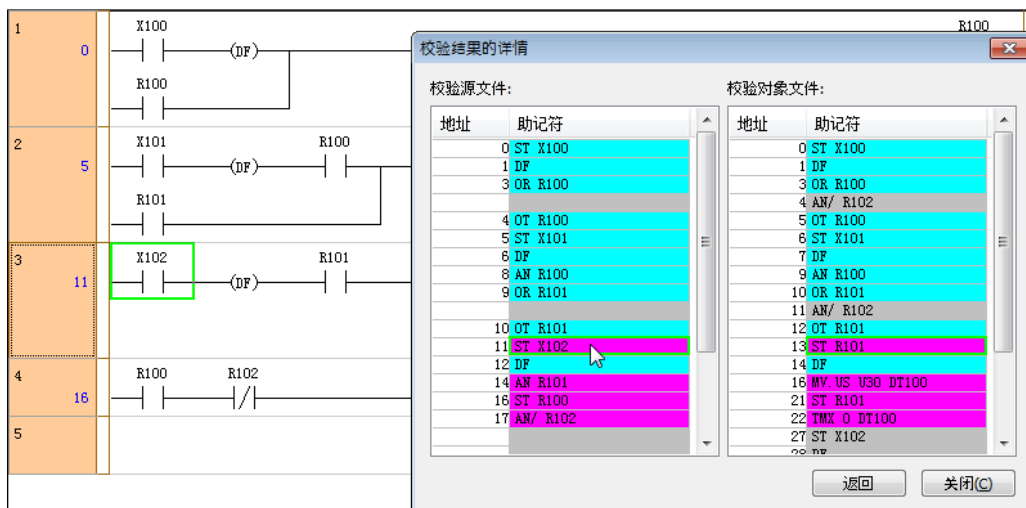 1 X100 R100
0 (DF)
R100
2 X101 R100
5 (DF)
R101
3 X102 R101
11 (DF)
4 R100 R102
16
5
校验结果的详情
校验源文件: 校验对象文件:
地址 助记符 地址 助记符
0 ST X100 0 ST X100
1 DF 1 DF
3 OR R100 3 OR R100
4 AN/ R102
4 OT R100 5 OT R100
5 ST X101 6 ST X101
6 DF 7 DF
8 AN R100 9 AN R100
9 OR R101 10 OR R101
11 AN/ R102
10 OT R101 12 OT R101
11 ST X102 13 ST R101
12 DF 14 DF
14 AN R101 16 MV.US U30 DT100
16 ST R100 21 ST R101
17 AN/ R102 22 TMX 0 DT100
27 ST X102
28 DF
返回 关闭(C)